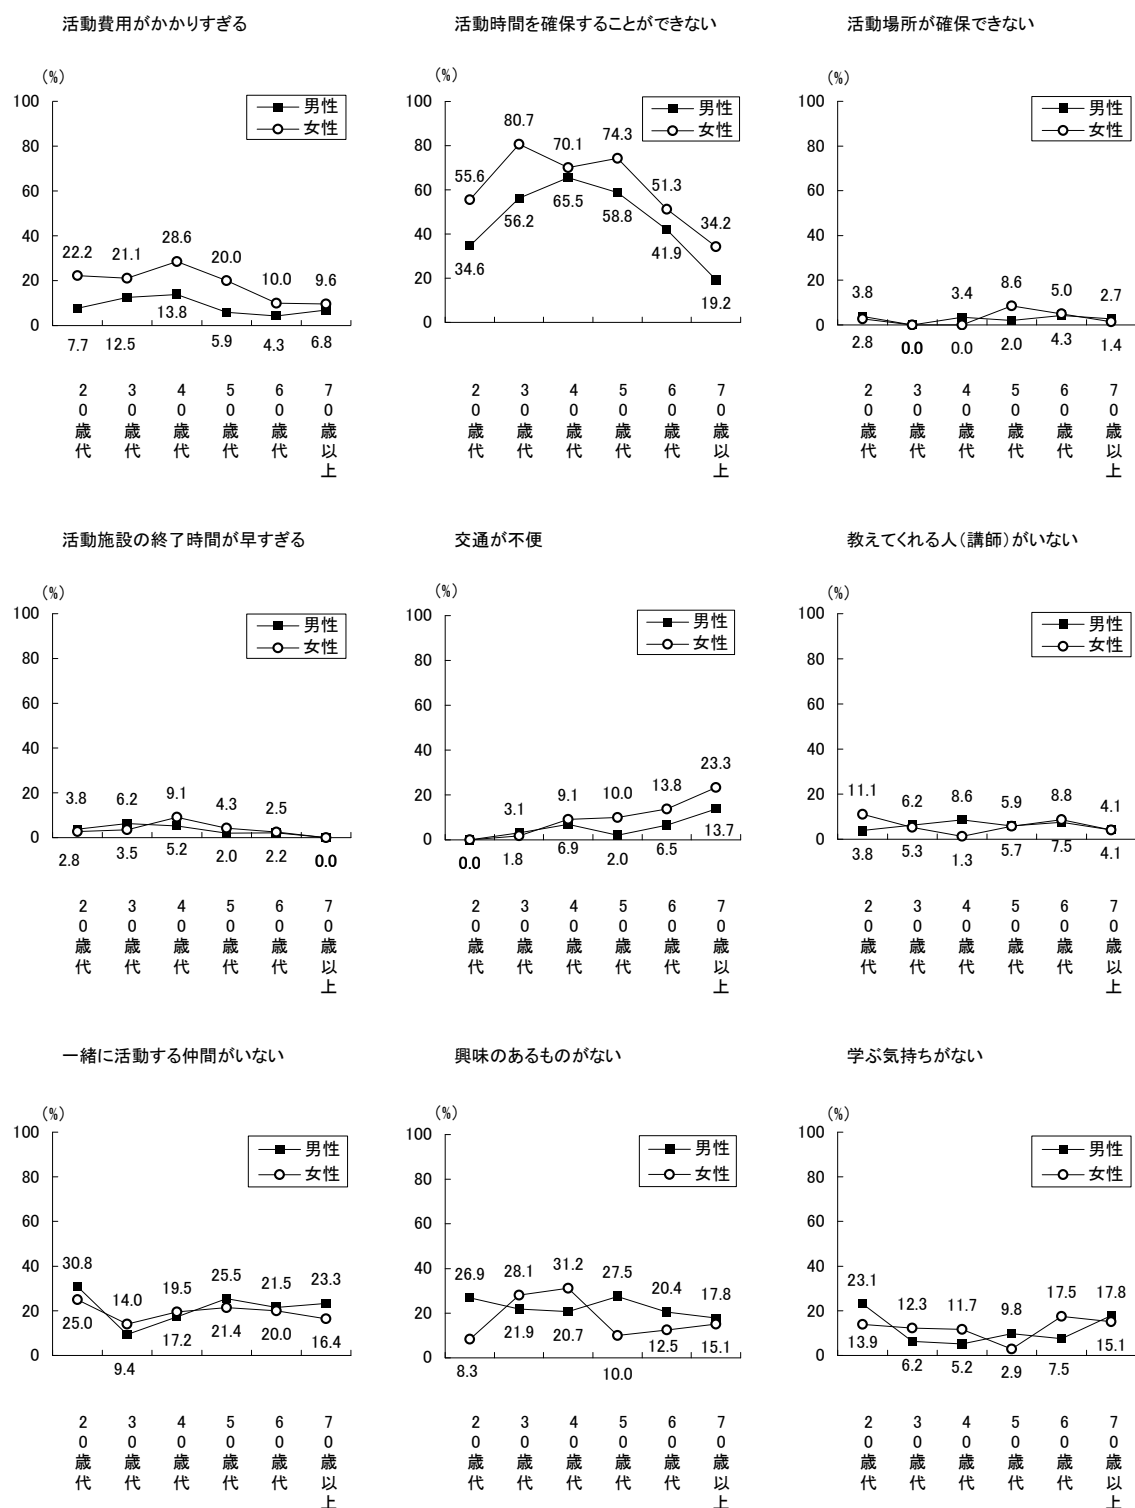 活動費用がかかりすぎる
活動時間を確保することができない
活動場所が確保できない
(%)
100
80
60
40
20
0
男性
女性
22.2
21.1
28.6
20.0
10.0
9.6
7.7
12.5
13.8
5.9
4.3
6.8
20歳代
30歳代
40歳代
50歳代
60歳代
70歳以上
(%)
100
80
60
40
20
0
男性
女性
55.6
80.7
70.1
74.3
51.3
34.2
34.6
56.2
65.5
58.8
41.9
19.2
20歳代
30歳代
40歳代
50歳代
60歳代
70歳以上
(%)
100
80
60
40
20
0
男性
女性
3.8
3.4
8.6
5.0
2.7
2.8
0.0
0.0
2.0
4.3
1.4
20歳代
30歳代
40歳代
50歳代
60歳代
70歳以上
活動施設の終了時間が早すぎる
交通が不便
教えてくれる人(講師)がいない
(%)
100
80
60
40
20
0
男性
女性
3.8
6.2
9.1
4.3
2.5
2.8
3.5
5.2
2.0
2.2
0.0
20歳代
30歳代
40歳代
50歳代
60歳代
70歳以上
(%)
100
80
60
40
20
0
男性
女性
3.1
9.1
10.0
13.8
23.3
0.0
1.8
6.9
2.0
6.5
13.7
20歳代
30歳代
40歳代
50歳代
60歳代
70歳以上
(%)
100
80
60
40
20
0
男性
女性
11.1
6.2
8.6
5.9
8.8
4.1
3.8
5.3
1.3
5.7
7.5
4.1
20歳代
30歳代
40歳代
50歳代
60歳代
70歳以上
一緒に活動する仲間がいない
興味のあるものがない
学ぶ気持ちがない
(%)
100
80
60
40
20
0
男性
女性
30.8
14.0
19.5
25.5
21.5
23.3
25.0
9.4
17.2
21.4
20.0
16.4
20歳代
30歳代
40歳代
50歳代
60歳代
70歳以上
(%)
100
80
60
40
20
0
男性
女性
26.9
28.1
31.2
27.5
20.4
17.8
8.3
21.9
20.7
10.0
12.5
15.1
20歳代
30歳代
40歳代
50歳代
60歳代
70歳以上
(%)
100
80
60
40
20
0
男性
女性
23.1
12.3
11.7
9.8
17.5
17.8
13.9
6.2
5.2
2.9
7.5
15.1
20歳代
30歳代
40歳代
50歳代
60歳代
70歳以上